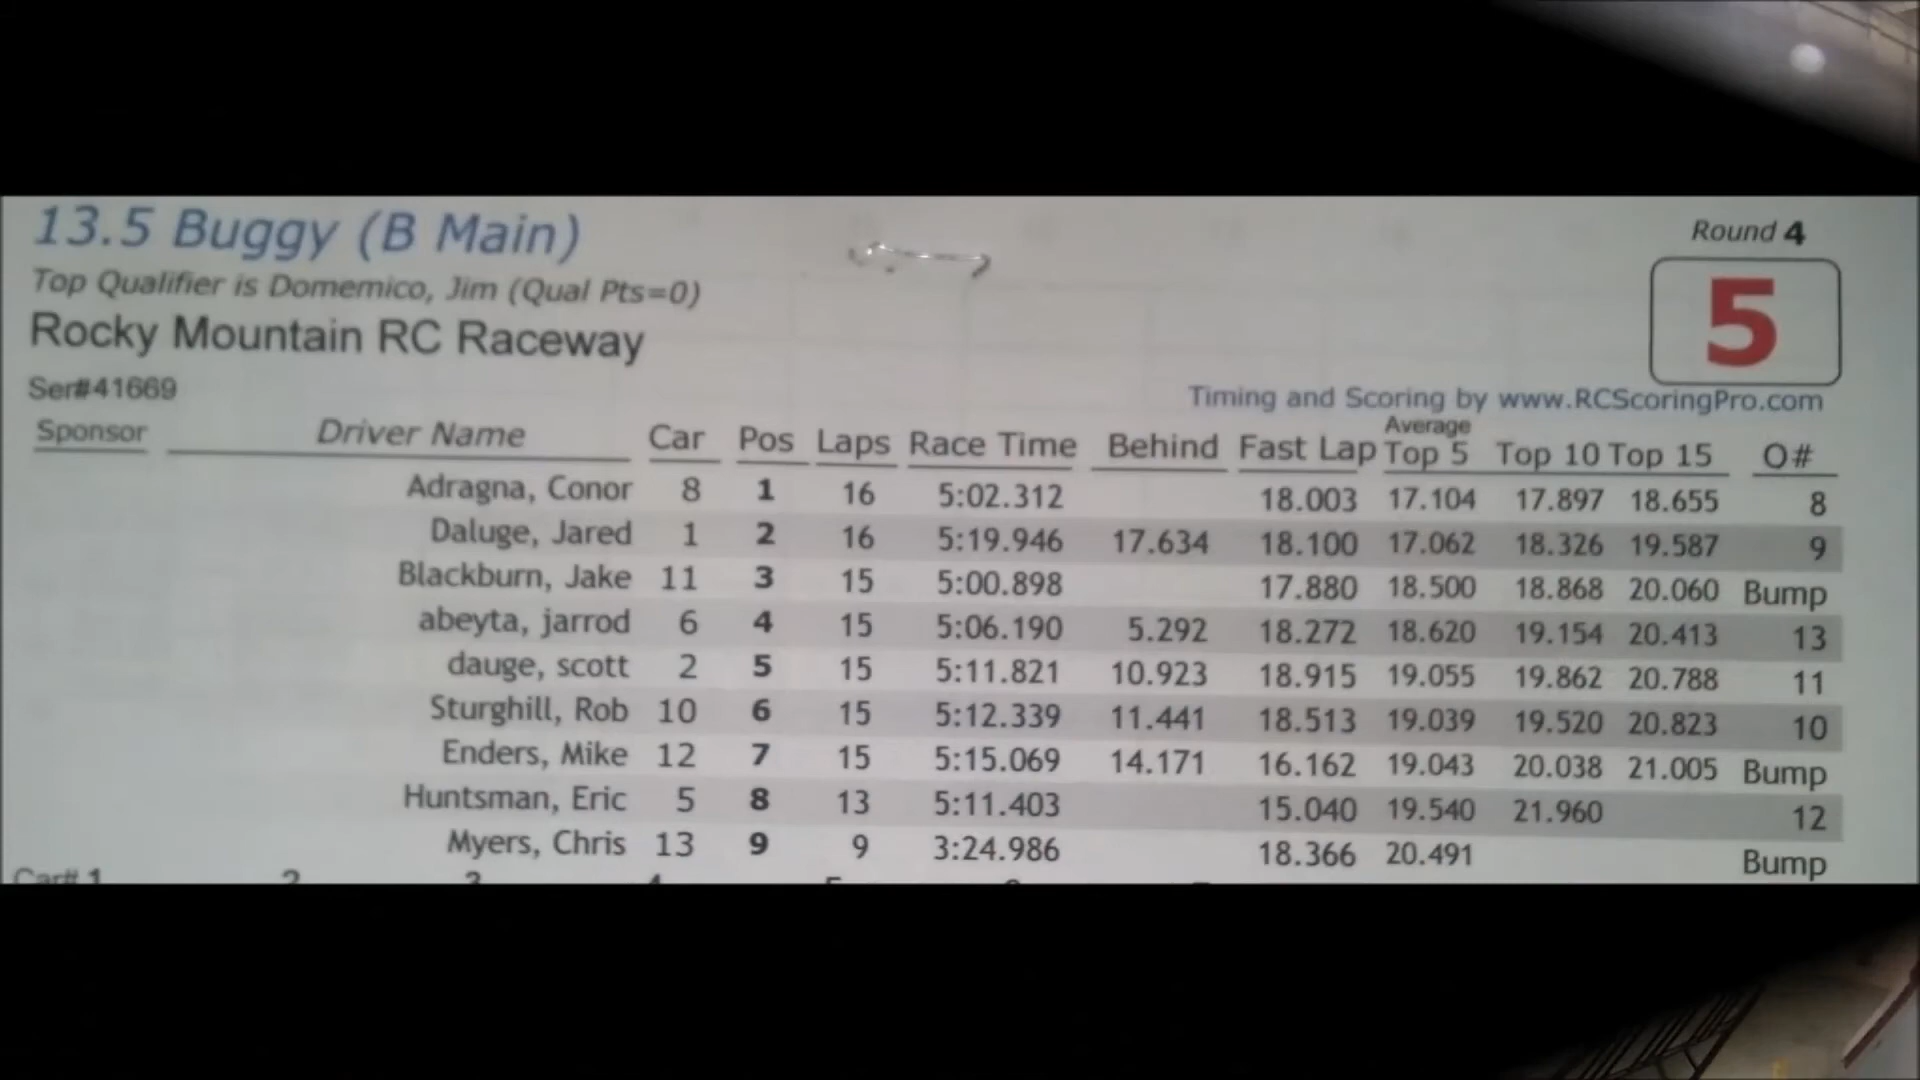 13.5 Buggy (B Main)
Round 4
Top Qualifier is Domemico, Jim (Qual Pts=0)
5
Rocky Mountain RC Raceway
Ser#41669
Timing and Scoring by www.RCScoringPro.com
Average
Sponsor Driver Name Car Pos Laps Race Time Behind Fast Lap Top 5 Top 10 Top 15 O#
Adragna, Conor 8 1 16 5:02.312 18.003 17.104 17.897 18.655 8
Daluge, Jared 1 2 16 5:19.946 17.634 18.100 17.062 18.326 19.587 9
Blackburn, Jake 11 3 15 5:00.898 17.880 18.500 18.868 20.060 Bump
abeyta, jarrod 6 4 15 5:06.190 5.292 18.272 18.620 19.154 20.413 13
dauge, scott 2 5 15 5:11.821 10.923 18.915 19.055 19.862 20.788 11
Sturghill, Rob 10 6 15 5:12.339 11.441 18.513 19.039 19.520 20.823 10
Enders, Mike 12 7 15 5:15.069 14.171 16.162 19.043 20.038 21.005 Bump
Huntsman, Eric 5 8 13 5:11.403 15.040 19.540 21.960 12
Myers, Chris 13 9 9 3:24.986 18.366 20.491 Bump
Car# 1 2 3 4 5